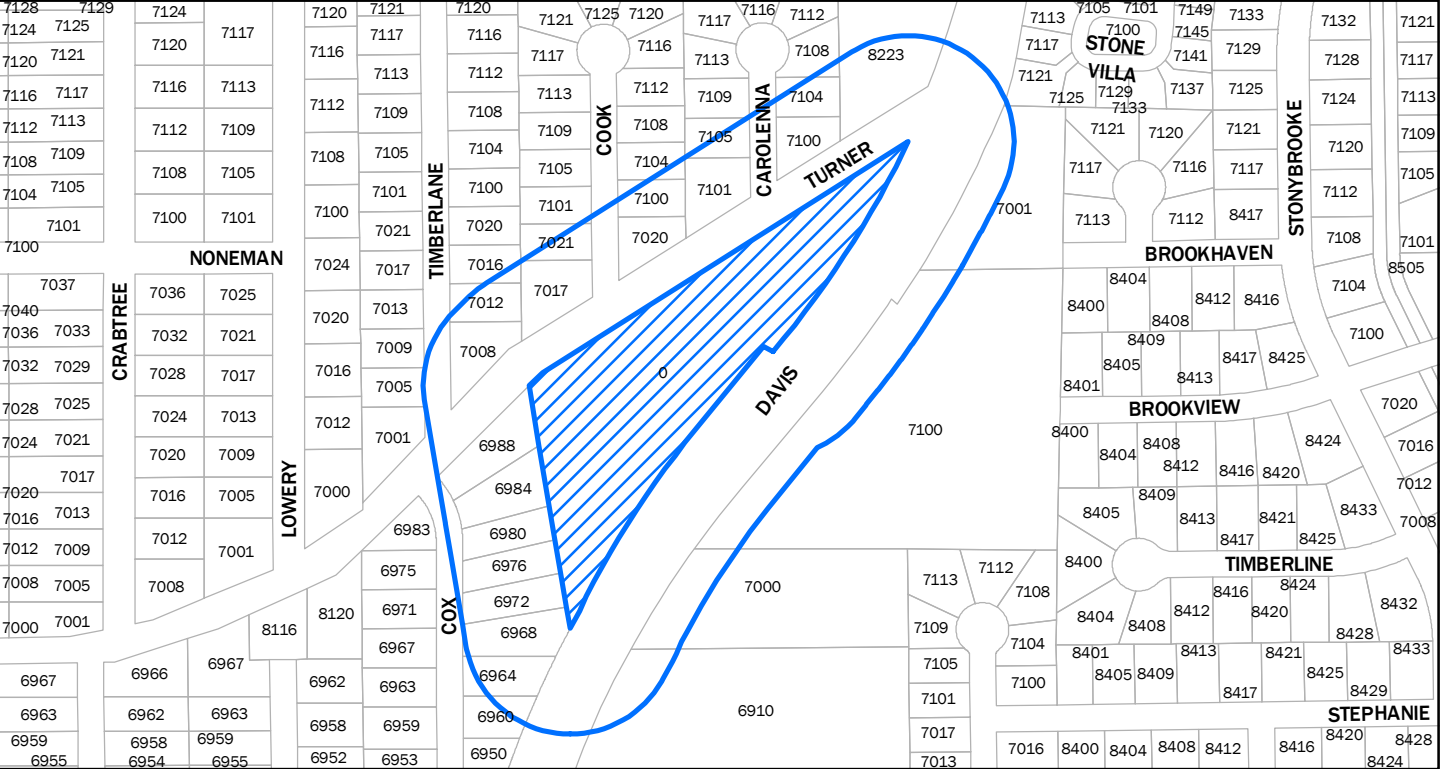 7128 7129 7124 7120 7121 7120 7121 7125 7120 7117 7116 7112 8223 7113 7105 7101 7149 7133 7132 7121
7124 7125 7120 7117 7116 7117 7116 7117 7116 7113 7108 7117 7100 7145 7129 7128 7117
STONE
VILLA
7120 7121 7113 7112 7121 7141
7116 7117 7116 7113 7112 7109 7108 7113 7112 7109 7104 7125 7129 7133 7137 7125 7124 7113
7112 7113 7112 7109 7108 7105 7104 7109 7108 7105 7100 7121 7120 7121 7120 7109
COOK
CAROLENNA
TURNER
STONYBROOKE
7108 7109 7108 7105 7101 7100 7105 7104 7101 7117 7116 7117 7112 7105
7104 7105 7100 7101 7100 7021 7020 7101 7100 7001 7113 7112 8417 7108 7101
7101 7100
NONEMAN
TIMBERLANE
BROOKHAVEN
7024 7017 7016 7021 7020 8505
7037 7036 7025 7020 7013 7012 7017 8404 8400 8408 8412 8416 7104
7040 7036 7033 7032 7021 7009 7008 8409 7100
CRABTREE
7032 7029 7028 7017 7016 7005 0 8401 8405 8413 8417 8425
DAVIS
BROOKVIEW
7028 7025 7024 7013 7012 7001 7100 8400 7020
7024 7021 7020 7009 6988 8404 8408 8412 8416 8420 8424 7016
7017 7020 7016 7005 7000 6984 8409 7012
LOWERY
7016 7013 7012 7001 6983 6980 8405 8413 8417 8421 8425 8433 7008
7012 7009 6975 6976 7000 7113 7112 8400
TIMBERLINE
7008 7005 7008 6971 6972 7108 8404 8408 8412 8416 8420 8424 8428 8432
COX
7000 7001 8116 8120 6967 6968 7109 7104 8401 8413 8421 8433
6967 6966 6967 6962 6963 6964 7105 7100 8405 8409 8417 8425 8429
6963 6962 6963 6958 6959 6960 6910 7101
STEPHANIE
6959 6958 6959 7017 7016 8400 8404 8408 8412 8416 8420 8428
6955 6954 6955 6952 6953 6950 7013 8424